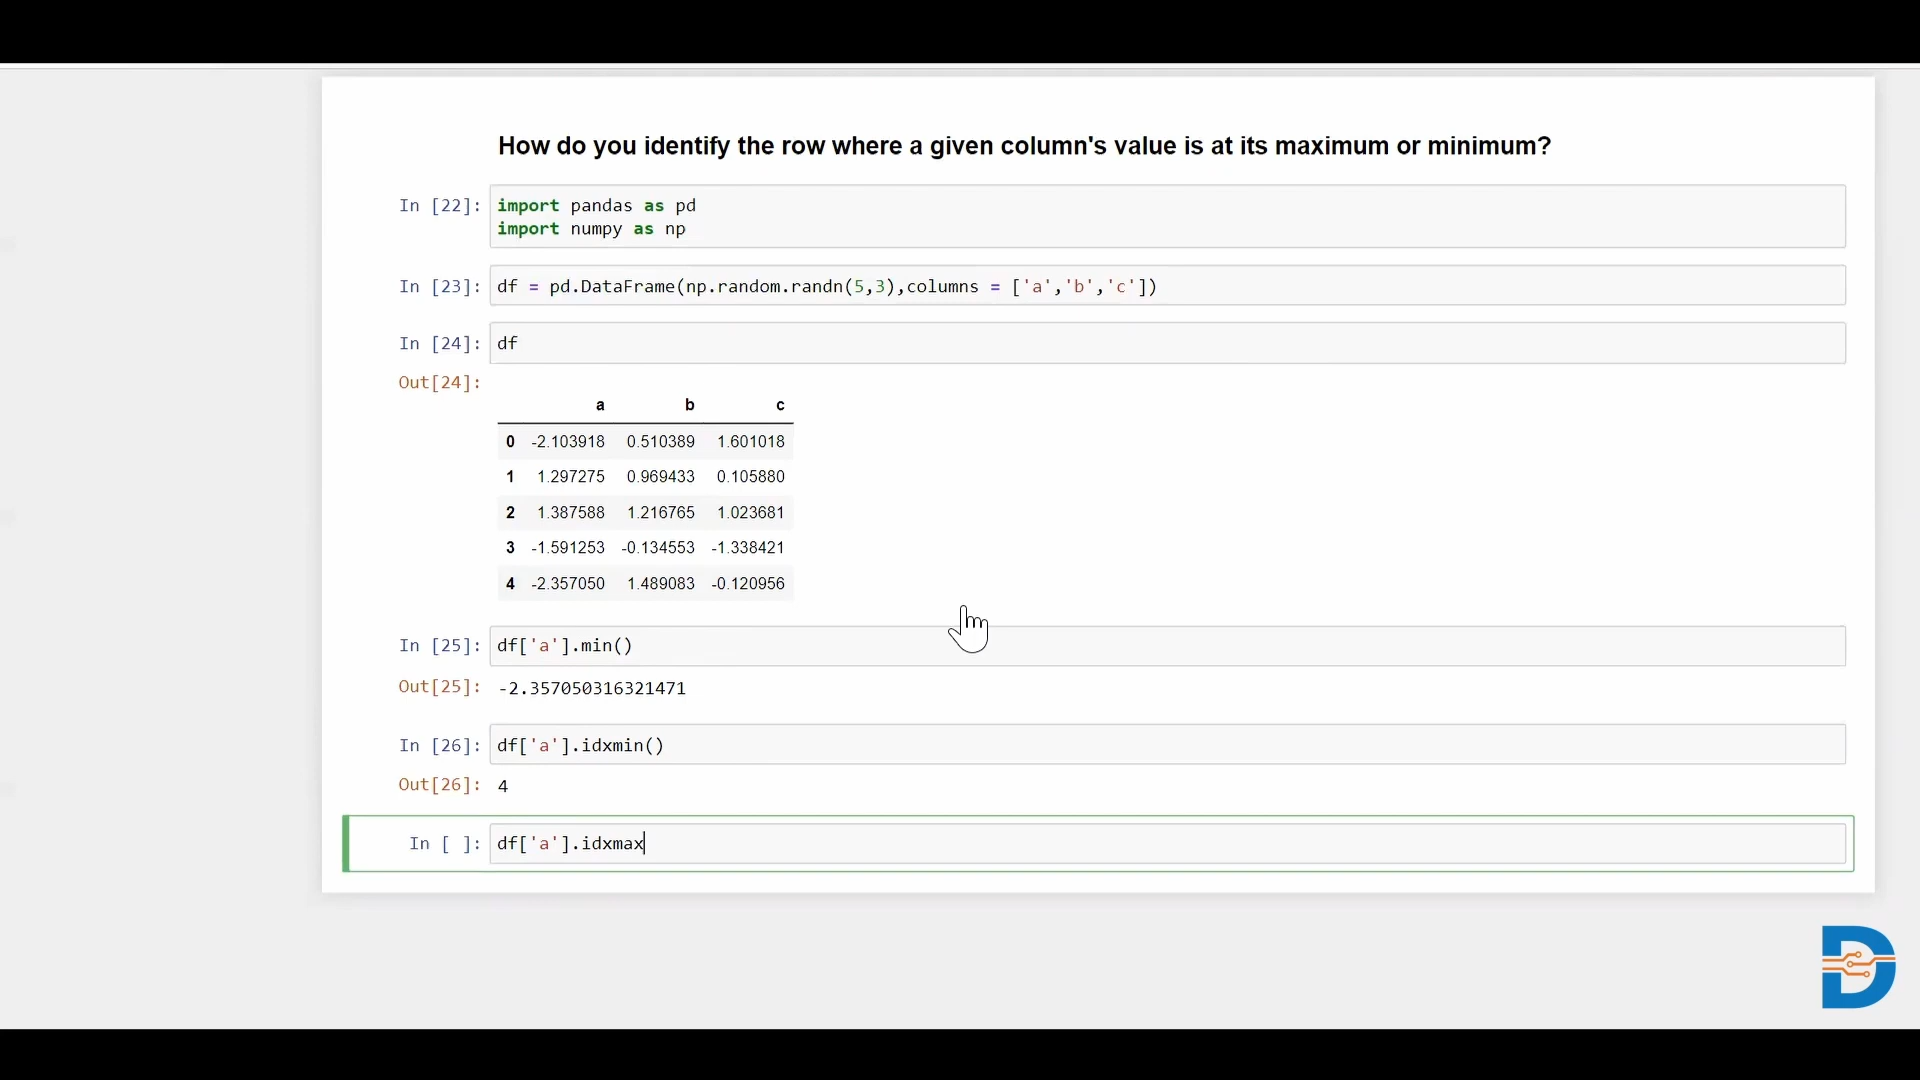 How do you identify the row where a given column's value is at its maximum or minimum?
In [22]: import pandas as pd
import numpy as np
In [23]: df = pd.DataFrame(np.random.randn(5,3),columns = ['a','b','c'])
In [24]: df
Out[24]:
a b c
0 -2.103918 0.510389 1.601018
1 1.297275 0.969433 0.105880
2 1.387588 1.216765 1.023681
3 -1.591253 -0.134553 -1.338421
4 -2.357050 1.489083 -0.120956
In [25]: df['a'].min()
Out[25]: -2.357050316321471
In [26]: df['a'].idxmin()
Out[26]: 4
In [ ]: df['a'].idxmax
D